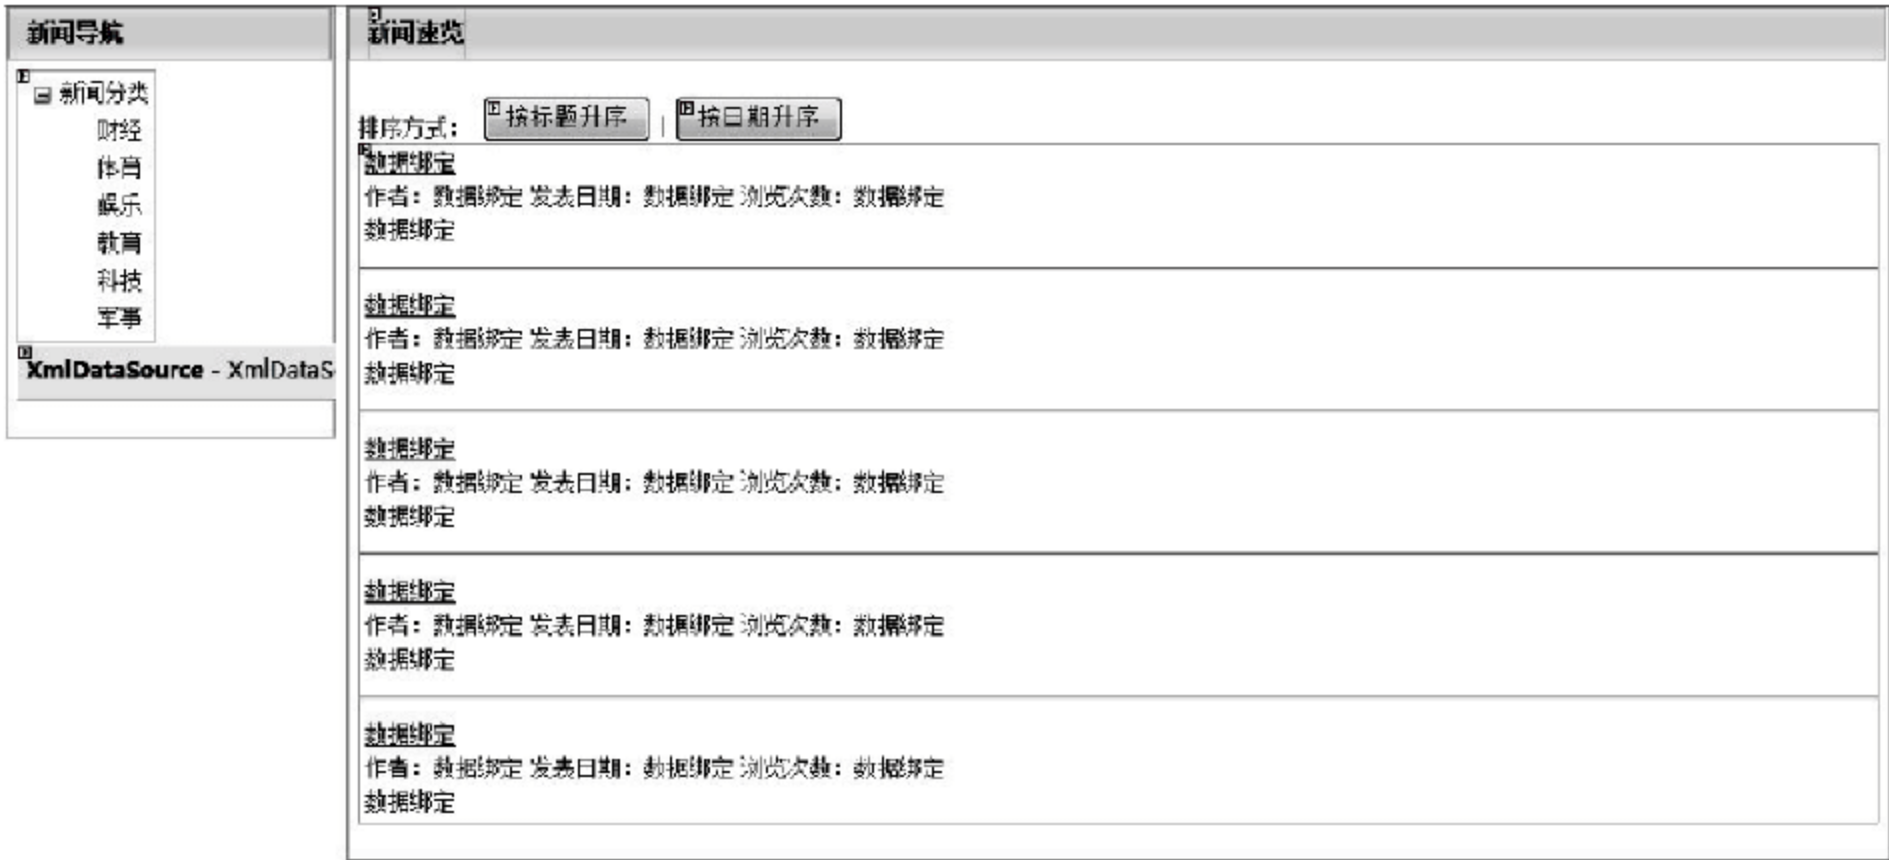 新闻导航
新闻分类
财经
体育
娱乐
教育
科技
军事
XmlDataSource - XmlDataS
新闻速览
排序方式： 按标题升序 | 按日期升序
数据绑定
作者：数据绑定 发表日期：数据绑定 浏览次数：数据绑定
数据绑定
数据绑定
作者：数据绑定 发表日期：数据绑定 浏览次数：数据绑定
数据绑定
数据绑定
作者：数据绑定 发表日期：数据绑定 浏览次数：数据绑定
数据绑定
数据绑定
作者：数据绑定 发表日期：数据绑定 浏览次数：数据绑定
数据绑定
数据绑定
作者：数据绑定 发表日期：数据绑定 浏览次数：数据绑定
数据绑定